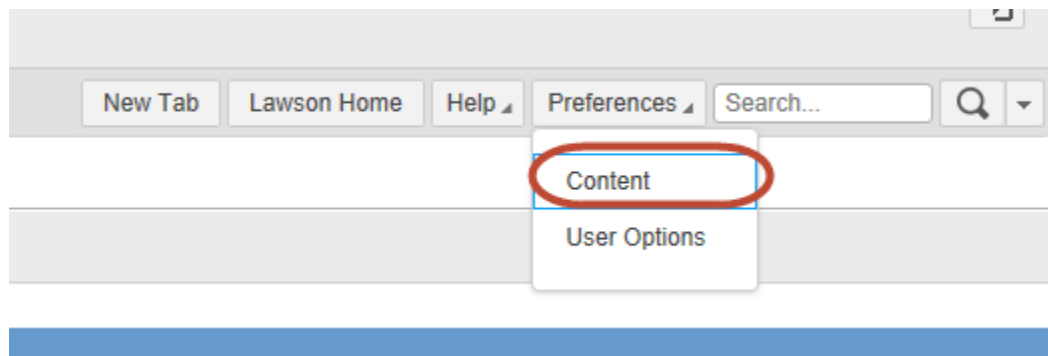 New Tab Lawson Home Help Preferences Search...
Content
User Options